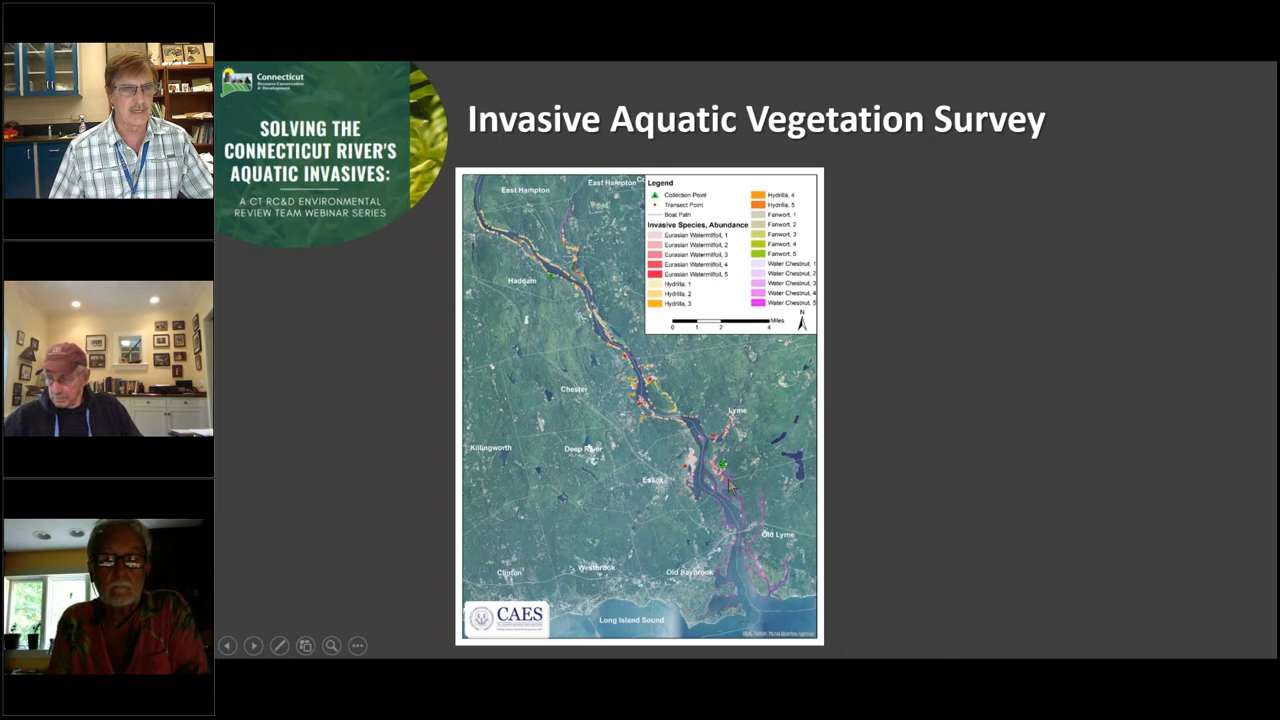 Connecticut
Resource Conservation
& Development
SOLVING THE
CONNECTICUT RIVER'S
AQUATIC INVASIVES:
A CT RC&D ENVIRONMENTAL
REVIEW TEAM WEBINAR SERIES
Invasive Aquatic Vegetation Survey
East Hampton
East Hampton
Haddam
Chester
Lyme
Killingworth
Deep River
Essex
Old Lyme
Clinton
Westbrook
Old Saybrook
Long Island Sound
CAES
Legend
Collection Point
Transect Point
Boat Path
Invasive Species, Abundance
Eurasian Watermilfoil, 1
Eurasian Watermilfoil, 2
Eurasian Watermilfoil, 3
Eurasian Watermilfoil, 4
Eurasian Watermilfoil, 5
Hydrilla, 1
Hydrilla, 2
Hydrilla, 3
Hydrilla, 4
Hydrilla, 5
Fanwort, 1
Fanwort, 2
Fanwort, 3
Fanwort, 4
Fanwort, 5
Water Chestnut, 1
Water Chestnut, 2
Water Chestnut, 3
Water Chestnut, 4
Water Chestnut, 5
N
Miles
0 1 2 4